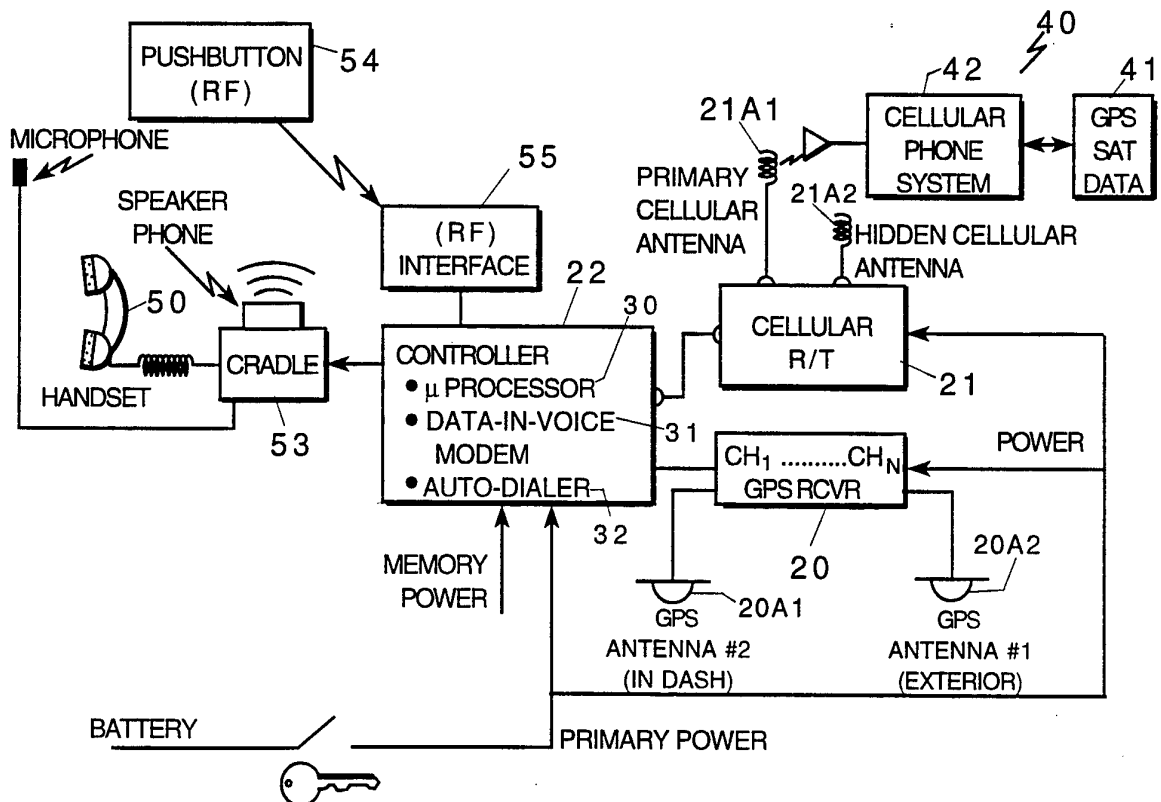 40
PUSHBUTTON
(RF)
54
42
41
CELLULAR
PHONE
SYSTEM
GPS
SAT
DATA
21A1
MICROPHONE
55
PRIMARY
CELLULAR
ANTENNA
21A2
HIDDEN CELLULAR
ANTENNA
SPEAKER
PHONE
(RF)
INTERFACE
22
50
30
CELLULAR
R/T
21
HANDSET
CRADLE
53
CONTROLLER
• μ PROCESSOR
• DATA-IN-VOICE
MODEM
• AUTO-DIALER
31
32
CH1 ..........CHN
GPS RCVR
20
POWER
MEMORY
POWER
20A1
20A2
GPS
ANTENNA #2
(IN DASH)
GPS
ANTENNA #1
(EXTERIOR)
BATTERY
PRIMARY POWER